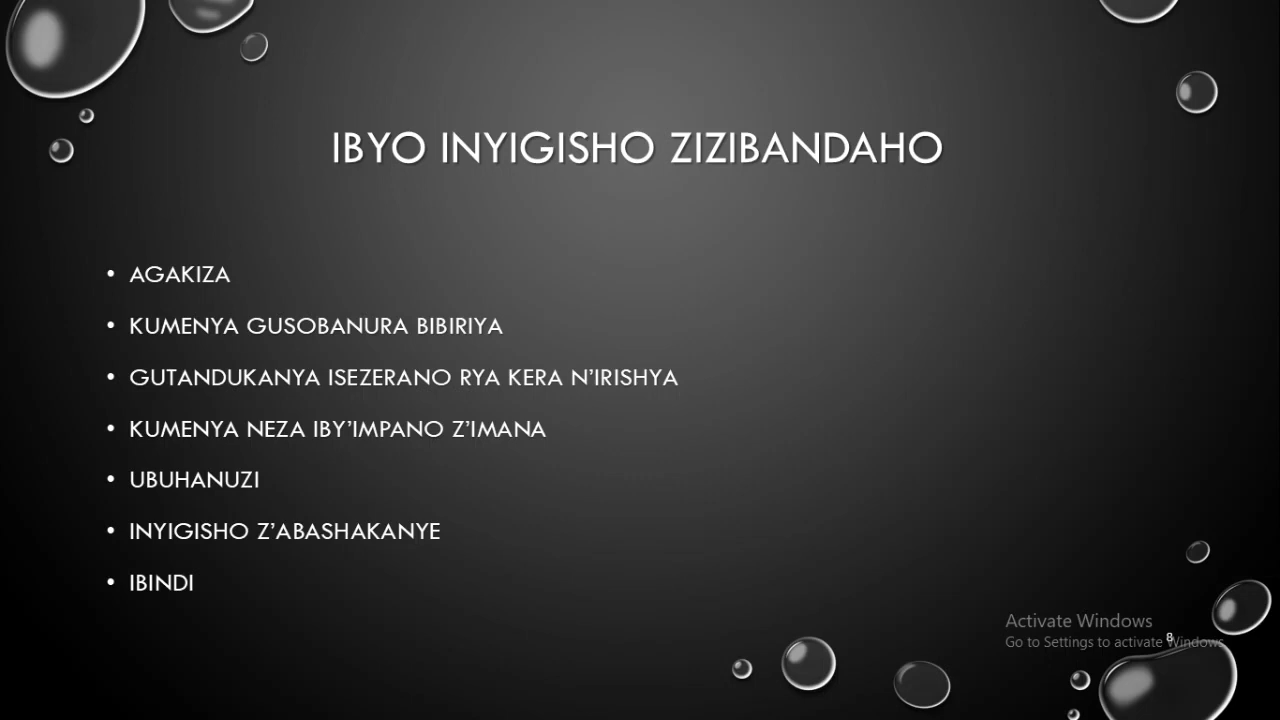 IBYO INYIGISHO ZIZIBANDAHO
• AGAKIZA
• KUMENYA GUSOBANURA BIBIRIYA
• GUTANDUKANYA ISEZERANO RYA KERA N’IRISHYA
• KUMENYA NEZA IBY’IMPANO Z’IMANA
• UBUHANUZI
• INYIGISHO Z’ABASHAKANYE
• IBINDI
Activate Windows
Go to Settings to activate Windows.
8